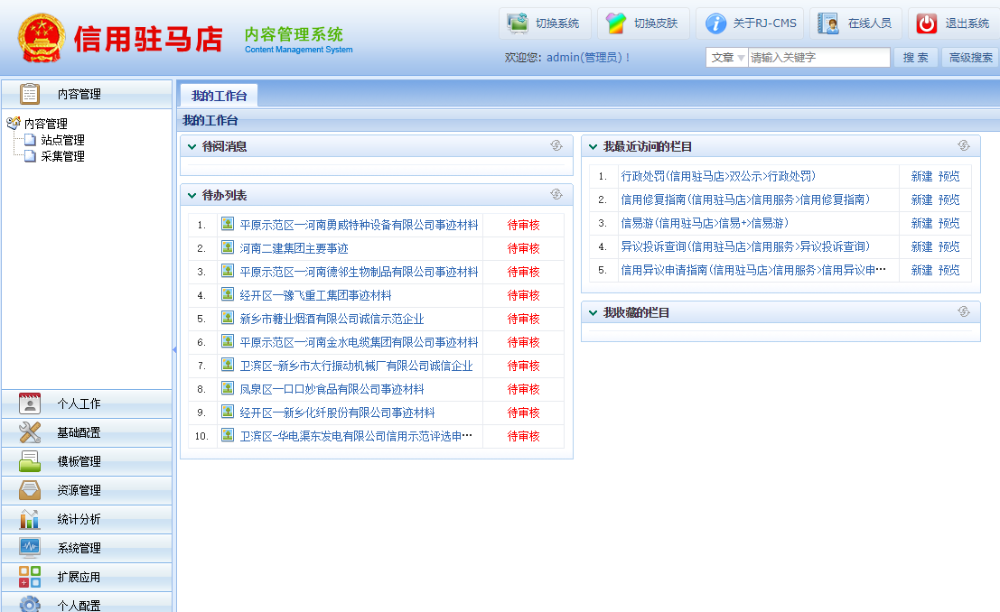 信用驻马店 内容管理系统
Content Management System
切换系统 切换皮肤 关于RJ-CMS 在线人员 退出系统
欢迎您: admin(管理员) ! 文章 请输入关键字 搜 索 高级搜索
内容管理
内容管理
站点管理
采集管理
个人工作
基础配置
模板管理
资源管理
统计分析
系统管理
扩展应用
个人配置
我的工作台
我的工作台
待阅消息
待办列表
1. 平原示范区—河南勇威特种设备有限公司事迹材料 待审核
2. 河南二建集团主要事迹 待审核
3. 平原示范区—河南德邻生物制品有限公司事迹材料 待审核
4. 经开区—豫飞重工集团事迹材料 待审核
5. 新乡市糖业烟酒有限公司诚信示范企业 待审核
6. 平原示范区—河南金水电缆集团有限公司事迹材料 待审核
7. 卫滨区-新乡市太行振动机械厂有限公司诚信企业 待审核
8. 凤泉区—口口妙食品有限公司事迹材料 待审核
9. 经开区—新乡化纤股份有限公司事迹材料 待审核
10. 卫滨区-华电渠东发电有限公司信用示范评选申··· 待审核
我最近访问的栏目
1. 行政处罚(信用驻马店>双公示>行政处罚) 新建 预览
2. 信用修复指南(信用驻马店>信用服务>信用修复指南) 新建 预览
3. 信易游(信用驻马店>信易+>信易游) 新建 预览
4. 异议投诉查询(信用驻马店>信用服务>异议投诉查询) 新建 预览
5. 信用异议申请指南(信用驻马店>信用服务>信用异议申··· 新建 预览
我收藏的栏目